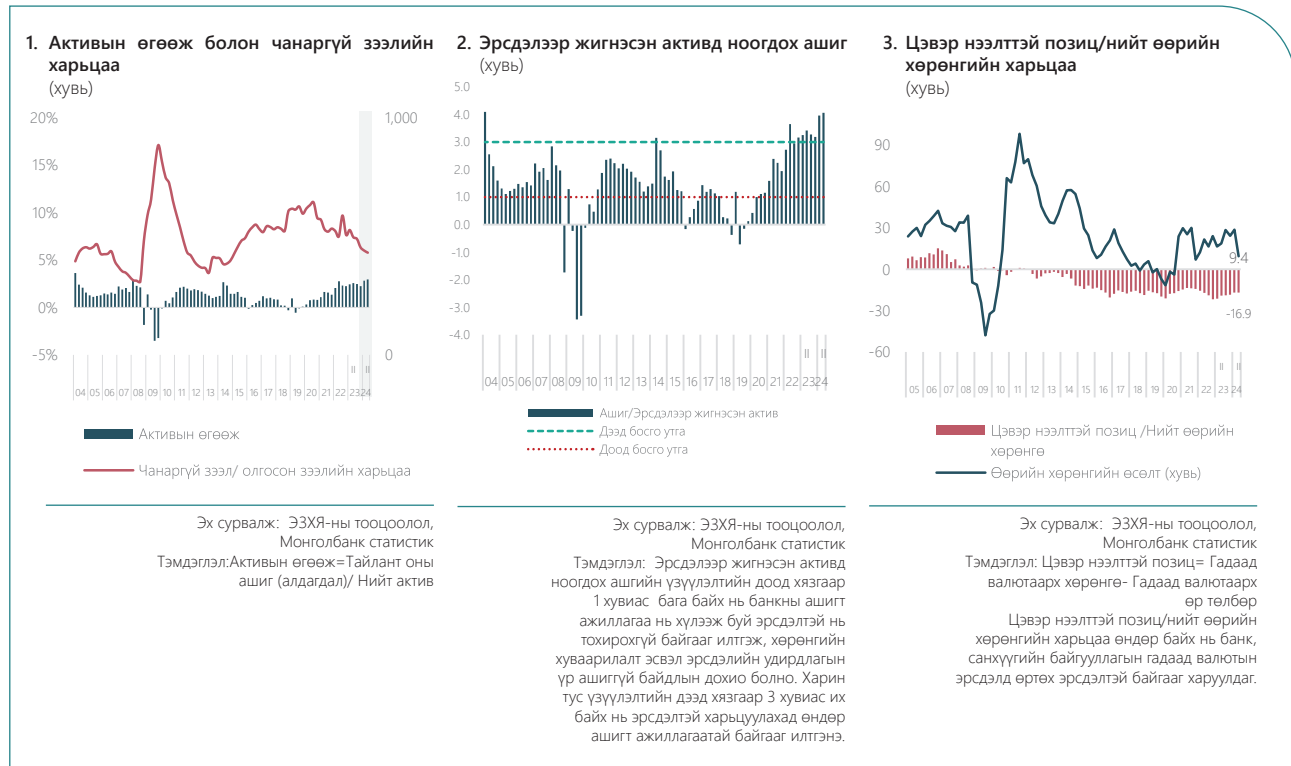 1. Активын өгөөж болон чанаргүй зээлийн
харьцаа
(хувь)
20%
15%
10%
5%
0%
-5%
1,000
0
II II
04 05 06 07 08 09 10 11 12 13 14 15 16 17 18 19 20 21 22 23 24
Активын өгөөж
Чанаргүй зээл/ олгосон зээлийн харьцаа
Эх сурвалж: ЭЗХЯ-ны тооцоолол,
Монголбанк статистик
Тэмдэглэл:Активын өгөөж=Тайлант оны
ашиг (алдагдал)/ Нийт актив
2. Эрсдэлээр жигнэсэн активд ноогдох ашиг
(хувь)
5.0
4.0
3.0
2.0
1.0
0.0
-1.0
-2.0
-3.0
-4.0
II II
04 05 06 07 08 09 10 11 12 13 14 15 16 17 18 19 20 21 22 23 24
Ашиг/Эрсдэлээр жигнэсэн актив
Дээд босго утга
Доод босго утга
Эх сурвалж: ЭЗХЯ-ны тооцоолол,
Монголбанк статистик
Тэмдэглэл: Эрсдэлээр жигнэсэн активд
ноогдох ашгийн үзүүлэлтийн доод хязгаар
1 хувиас бага байх нь банкны ашигт
ажиллагаа нь хүлээж буй эрсдэлтэй нь
тохирохгүй байгааг илтгэж, хөрөнгийн
хуваарилалт эсвэл эрсдэлийн удирдлагын
үр ашиггүй байдлын дохио болно. Харин
тус үзүүлэлтийн дээд хязгаар 3 хувиас их
байх нь эрсдэлтэй харьцуулахад өндөр
ашигт ажиллагаатай байгааг илтгэнэ.
3. Цэвэр нээлттэй позиц/нийт өөрийн
хөрөнгийн харьцаа
(хувь)
90
60
30
0
-30
-60
9.4
-16.9
II II
05 06 07 08 09 10 11 12 13 14 15 16 17 18 19 20 21 22 23 24
Цэвэр нээлттэй позиц /Нийт өөрийн
хөрөнгө
Өөрийн хөрөнгийн өсөлт (хувь)
Эх сурвалж: ЭЗХЯ-ны тооцоолол,
Монголбанк статистик
Тэмдэглэл: Цэвэр нээлттэй позиц= Гадаад
валютаарх хөрөнгө- Гадаад валютаарх
өр төлбөр
Цэвэр нээлттэй позиц/нийт өөрийн
хөрөнгийн харьцаа өндөр байх нь банк,
санхүүгийн байгууллагын гадаад валютын
эрсдэлд өртөх эрсдэлтэй байгааг харуулдаг.